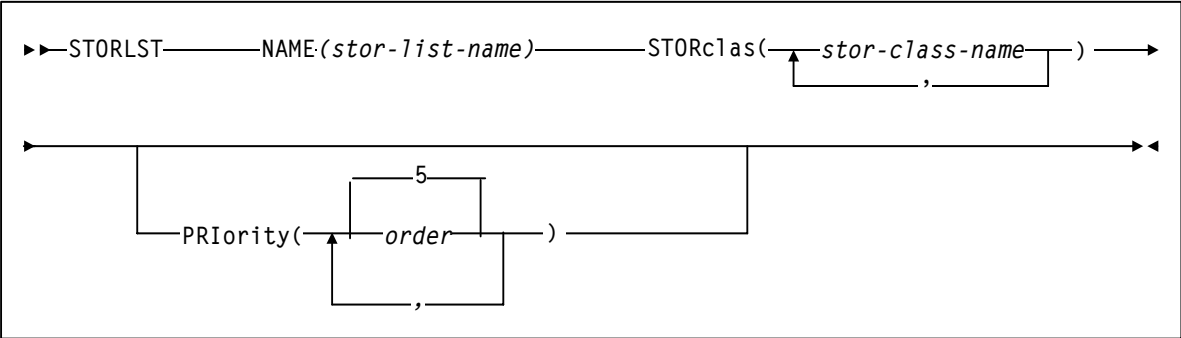 STORLST NAME(stor-list-name) STORclas( stor-class-name )
,
5
PRIority( order )
,